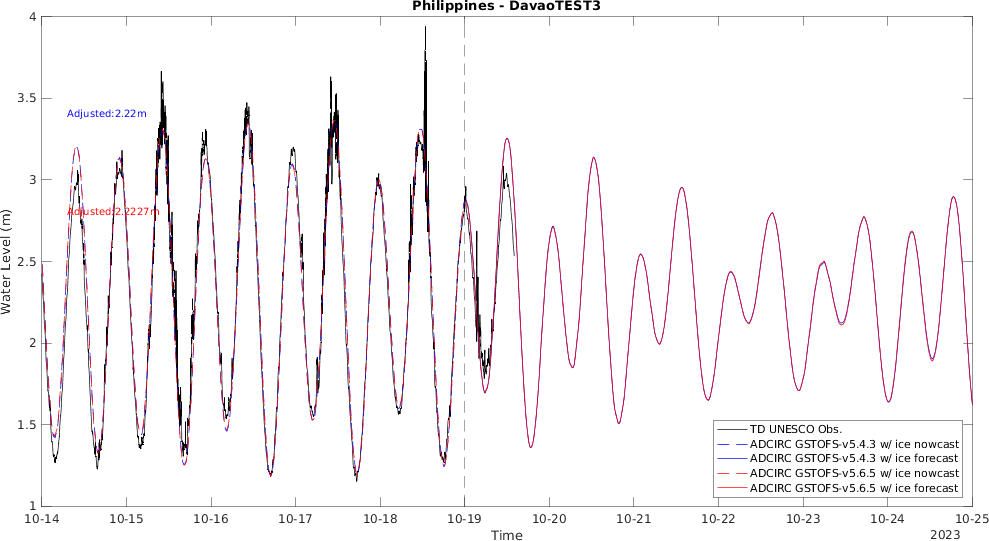 Philippines - DavaoTEST3
4
3.5
3
2.5
2
1.5
1
Water Level (m)
Adjusted:2.22m
Adjusted:2.2227m
TD UNESCO Obs.
ADCIRC GSTOFS-v5.4.3 w/ ice nowcast
ADCIRC GSTOFS-v5.4.3 w/ ice forecast
ADCIRC GSTOFS-v5.6.5 w/ ice nowcast
ADCIRC GSTOFS-v5.6.5 w/ ice forecast
10-14 10-15 10-16 10-17 10-18 10-19 10-20 10-21 10-22 10-23 10-24 10-25
Time
2023